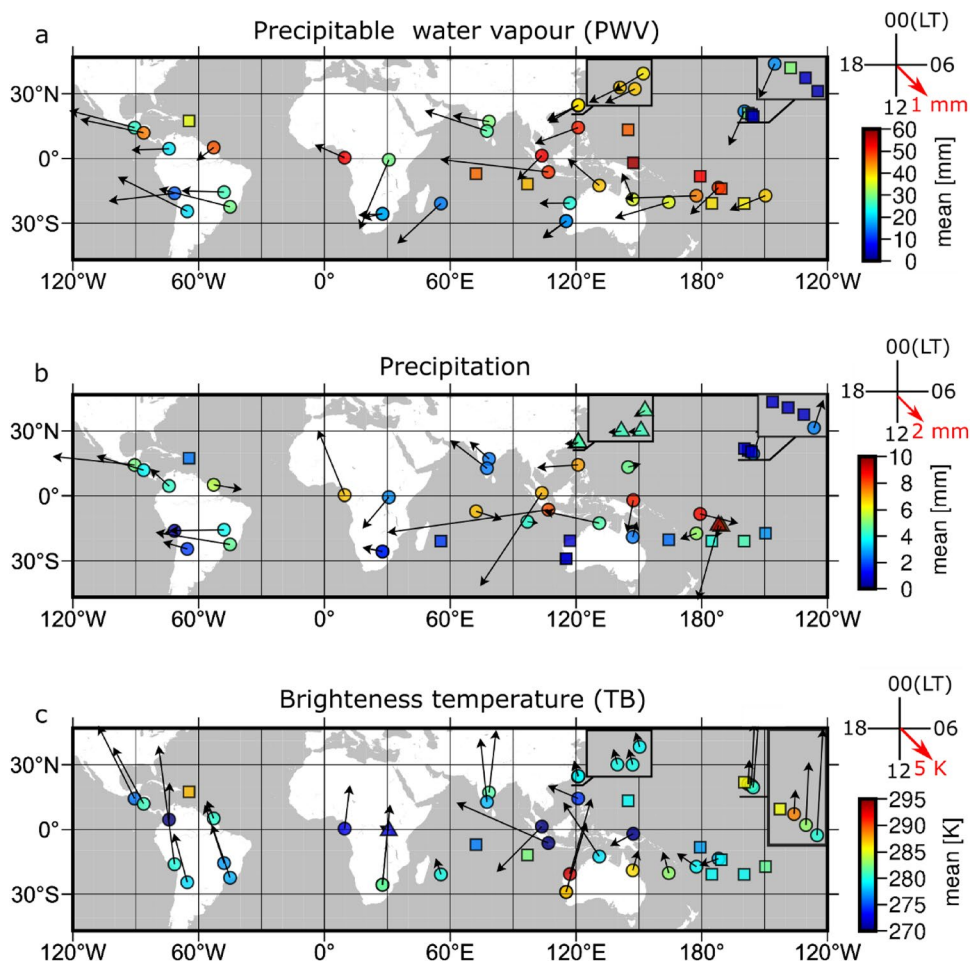 a Precipitable water vapour (PWV)
00(LT)
18 06
12 1 mm
30°N
0°
30°S
120°W 60°W 0° 60°E 120°E 180° 120°W
60
50
40
30
20
10
0
mean [mm]
b Precipitation
00(LT)
18 06
12 2 mm
30°N
0°
30°S
120°W 60°W 0° 60°E 120°E 180° 120°W
10
8
6
4
2
0
mean [mm]
c Brighteness temperature (TB)
00(LT)
18 06
12 5 K
30°N
0°
30°S
120°W 60°W 0° 60°E 120°E 180° 120°W
295
290
285
280
275
270
mean [K]